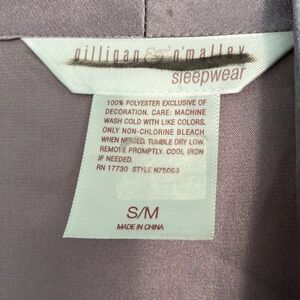 gilligan & o'malley
sleepwear
100% POLYESTER EXCLUSIVE OF
DECORATION. CARE: MACHINE
WASH COLD WITH LIKE COLORS.
ONLY NON-CHLORINE BLEACH
WHEN NEEDED. TUMBLE DRY LOW.
REMOVE PROMPTLY. COOL IRON
IF NEEDED.
RN 17730 STYLE N75063
S/M
MADE IN CHINA